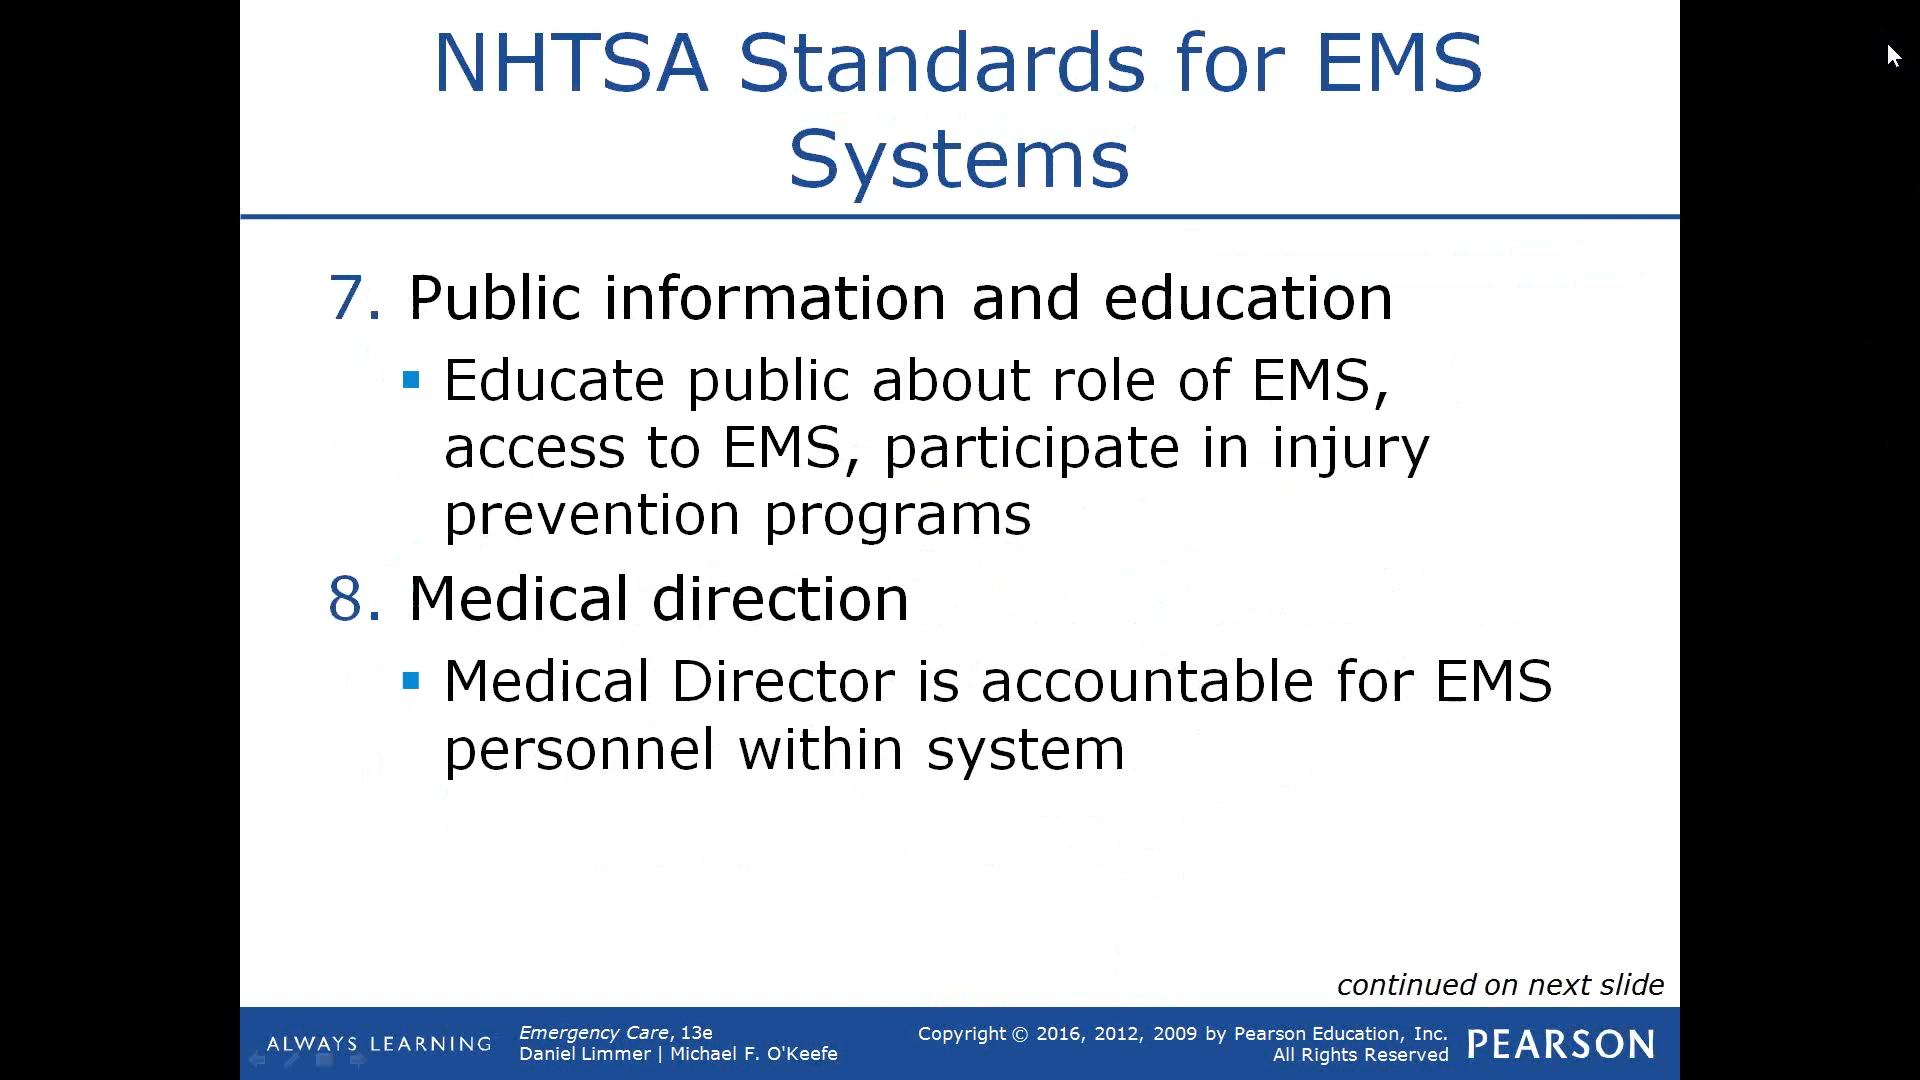 NHTSA Standards for EMS
Systems
7. Public information and education
▪ Educate public about role of EMS,
access to EMS, participate in injury
prevention programs
8. Medical direction
▪ Medical Director is accountable for EMS
personnel within system
continued on next slide
ALWAYS LEARNING
Emergency Care, 13e
Daniel Limmer | Michael F. O'Keefe
Copyright © 2016, 2012, 2009 by Pearson Education, Inc.
All Rights Reserved
PEARSON